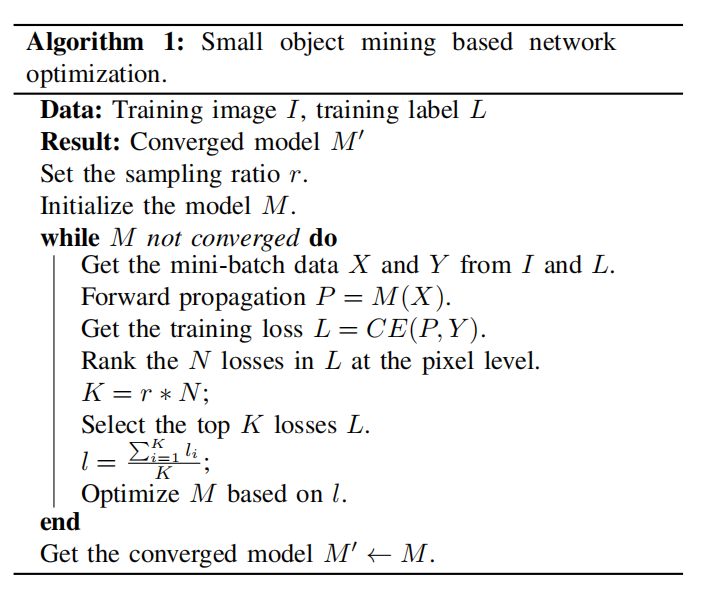 Algorithm 1: Small object mining based network
optimization.
Data: Training image I, training label L
Result: Converged model M′
Set the sampling ratio r.
Initialize the model M.
while M not converged do
Get the mini-batch data X and Y from I and L.
Forward propagation P = M(X).
Get the training loss L = CE(P, Y).
Rank the N losses in L at the pixel level.
K = r ∗ N;
Select the top K losses L.
l = \frac{\sum_{i=1}^{K} l_i}{K};
Optimize M based on l.
end
Get the converged model M′ ← M.